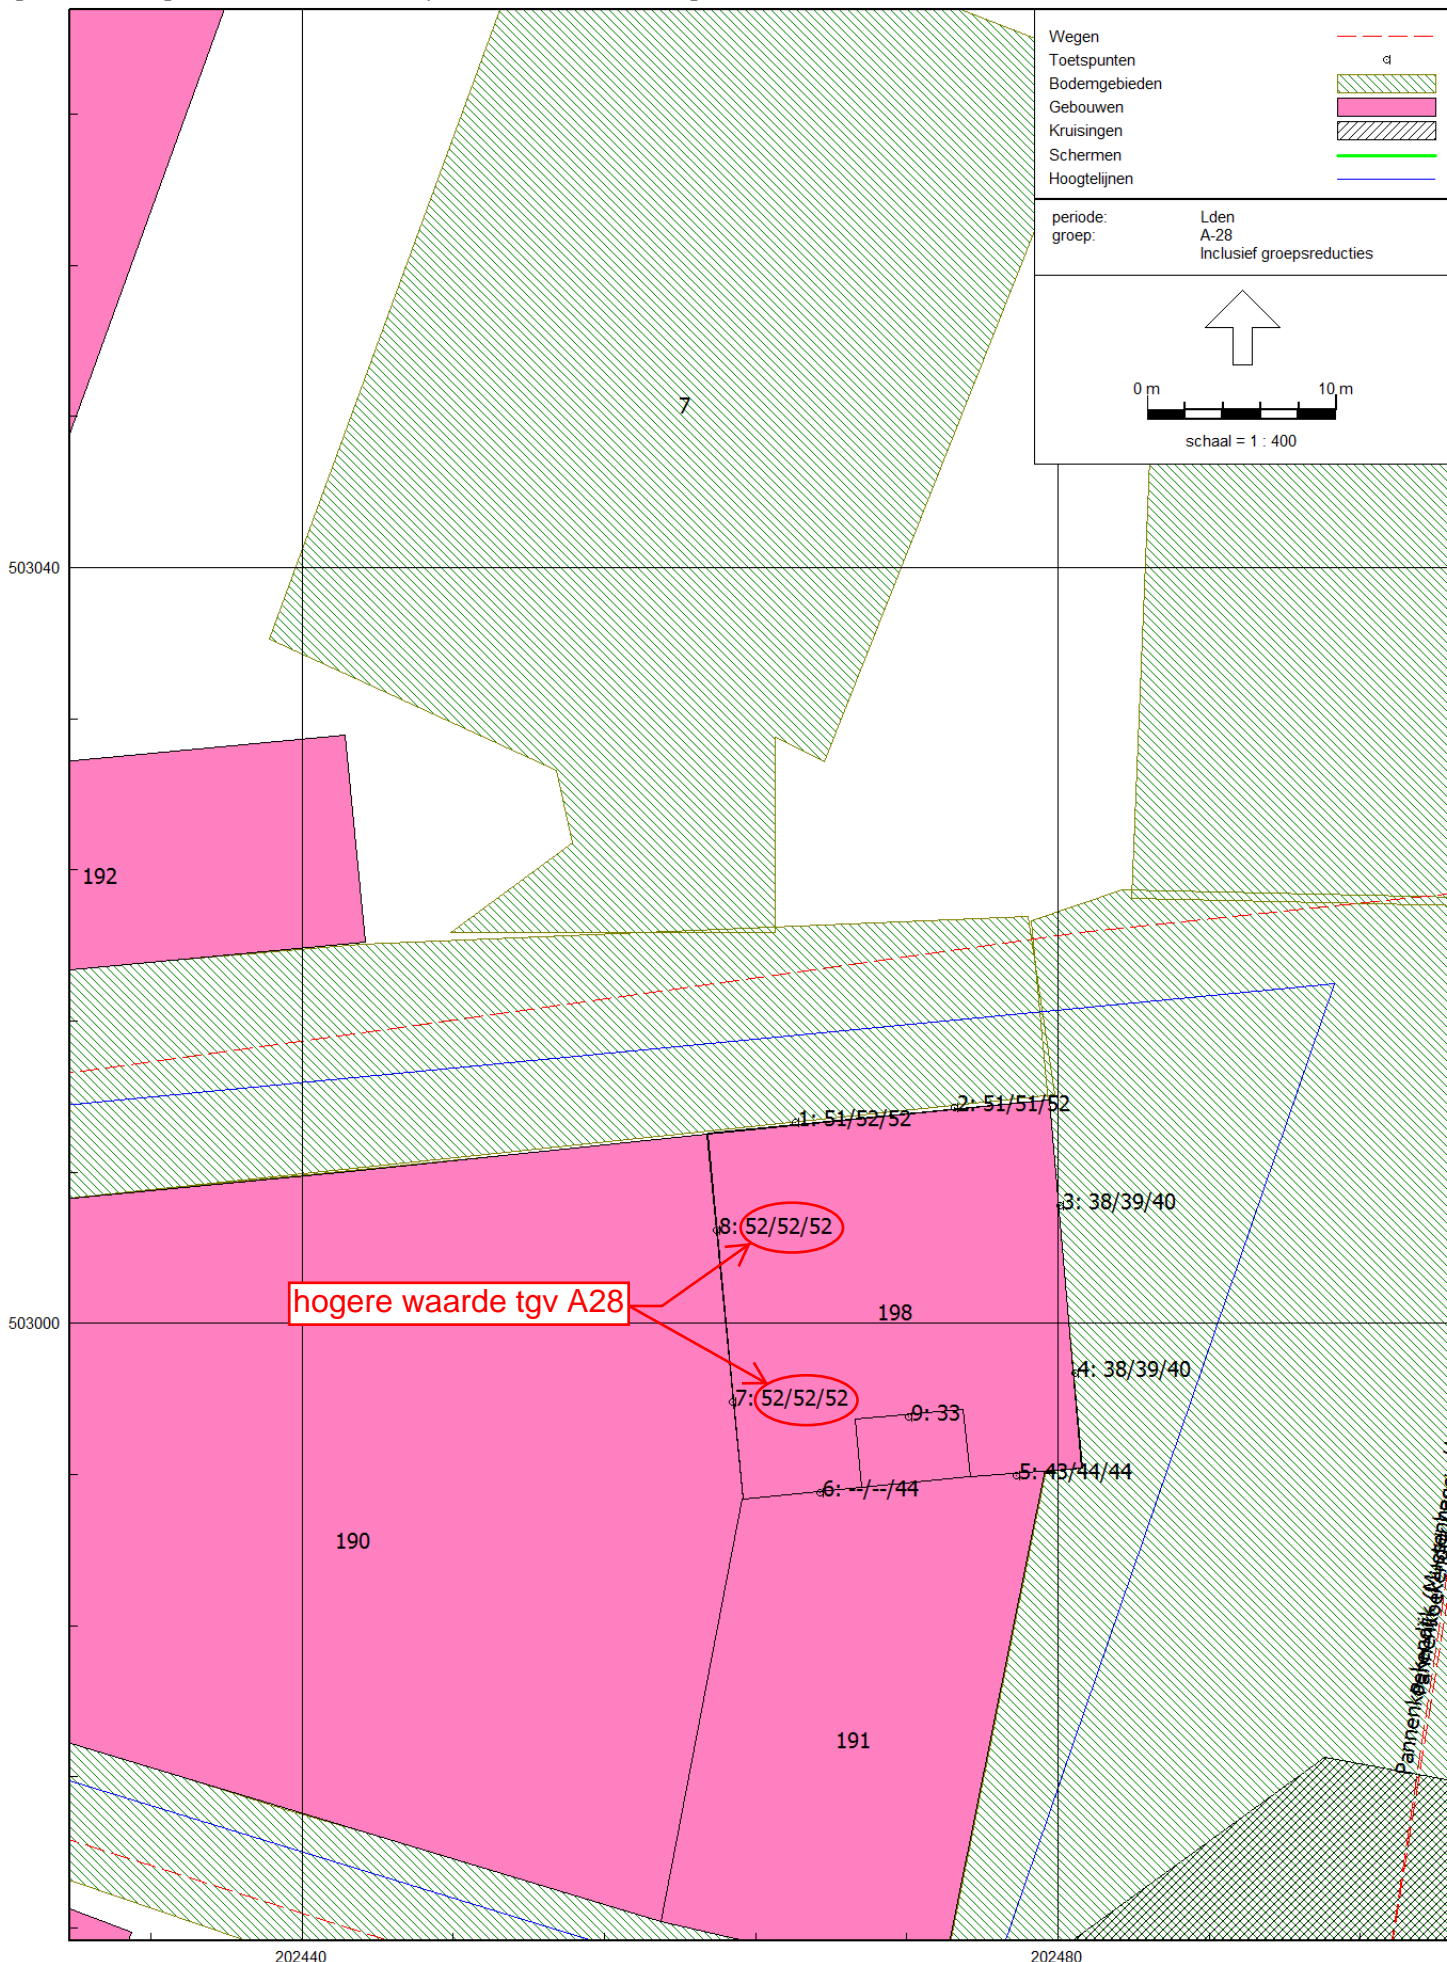 Wegen
Toetspunten
Bodemgebieden
Gebouwen
Kruisingen
Schermen
Hoogtelijnen
periode: Lden
groep: A-28
Inclusief groepsreducties
0 m 10 m
schaal = 1 : 400
7
503040
192
1: 51/52/52
2: 51/51/52
3: 38/39/40
8: 52/52/52
hogere waarde tgv A28
198
503000
4: 38/39/40
7: 52/52/52
9: 33
5: 43/44/44
6: --/--/44
190
191
202440
202480